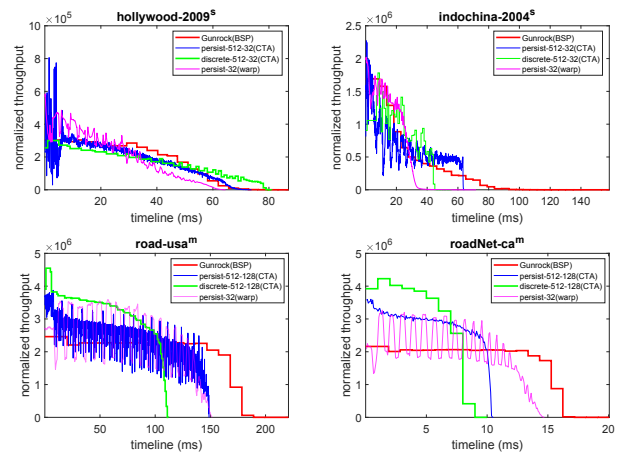 hollywood-2009s
×10^5
10
8
6
4
2
0
normalized throughput
20
40
60
80
timeline (ms)
Gunrock(BSP)
persist-512-32(CTA)
discrete-512-32(CTA)
persist-32(warp)
indochina-2004s
×10^6
2.5
2
1.5
1
0.5
0
normalized throughput
20
40
60
80
100
120
140
timeline (ms)
Gunrock(BSP)
persist-512-32(CTA)
discrete-512-32(CTA)
persist-32(warp)
road-usam
×10^6
5
4
3
2
1
0
normalized throughput
50
100
150
200
timeline (ms)
Gunrock(BSP)
persist-512-128(CTA)
discrete-512-128(CTA)
persist-32(warp)
roadNet-cam
×10^6
5
4
3
2
1
0
normalized throughput
5
10
15
20
timeline (ms)
Gunrock(BSP)
persist-512-128(CTA)
discrete-512-128(CTA)
persist-32(warp)